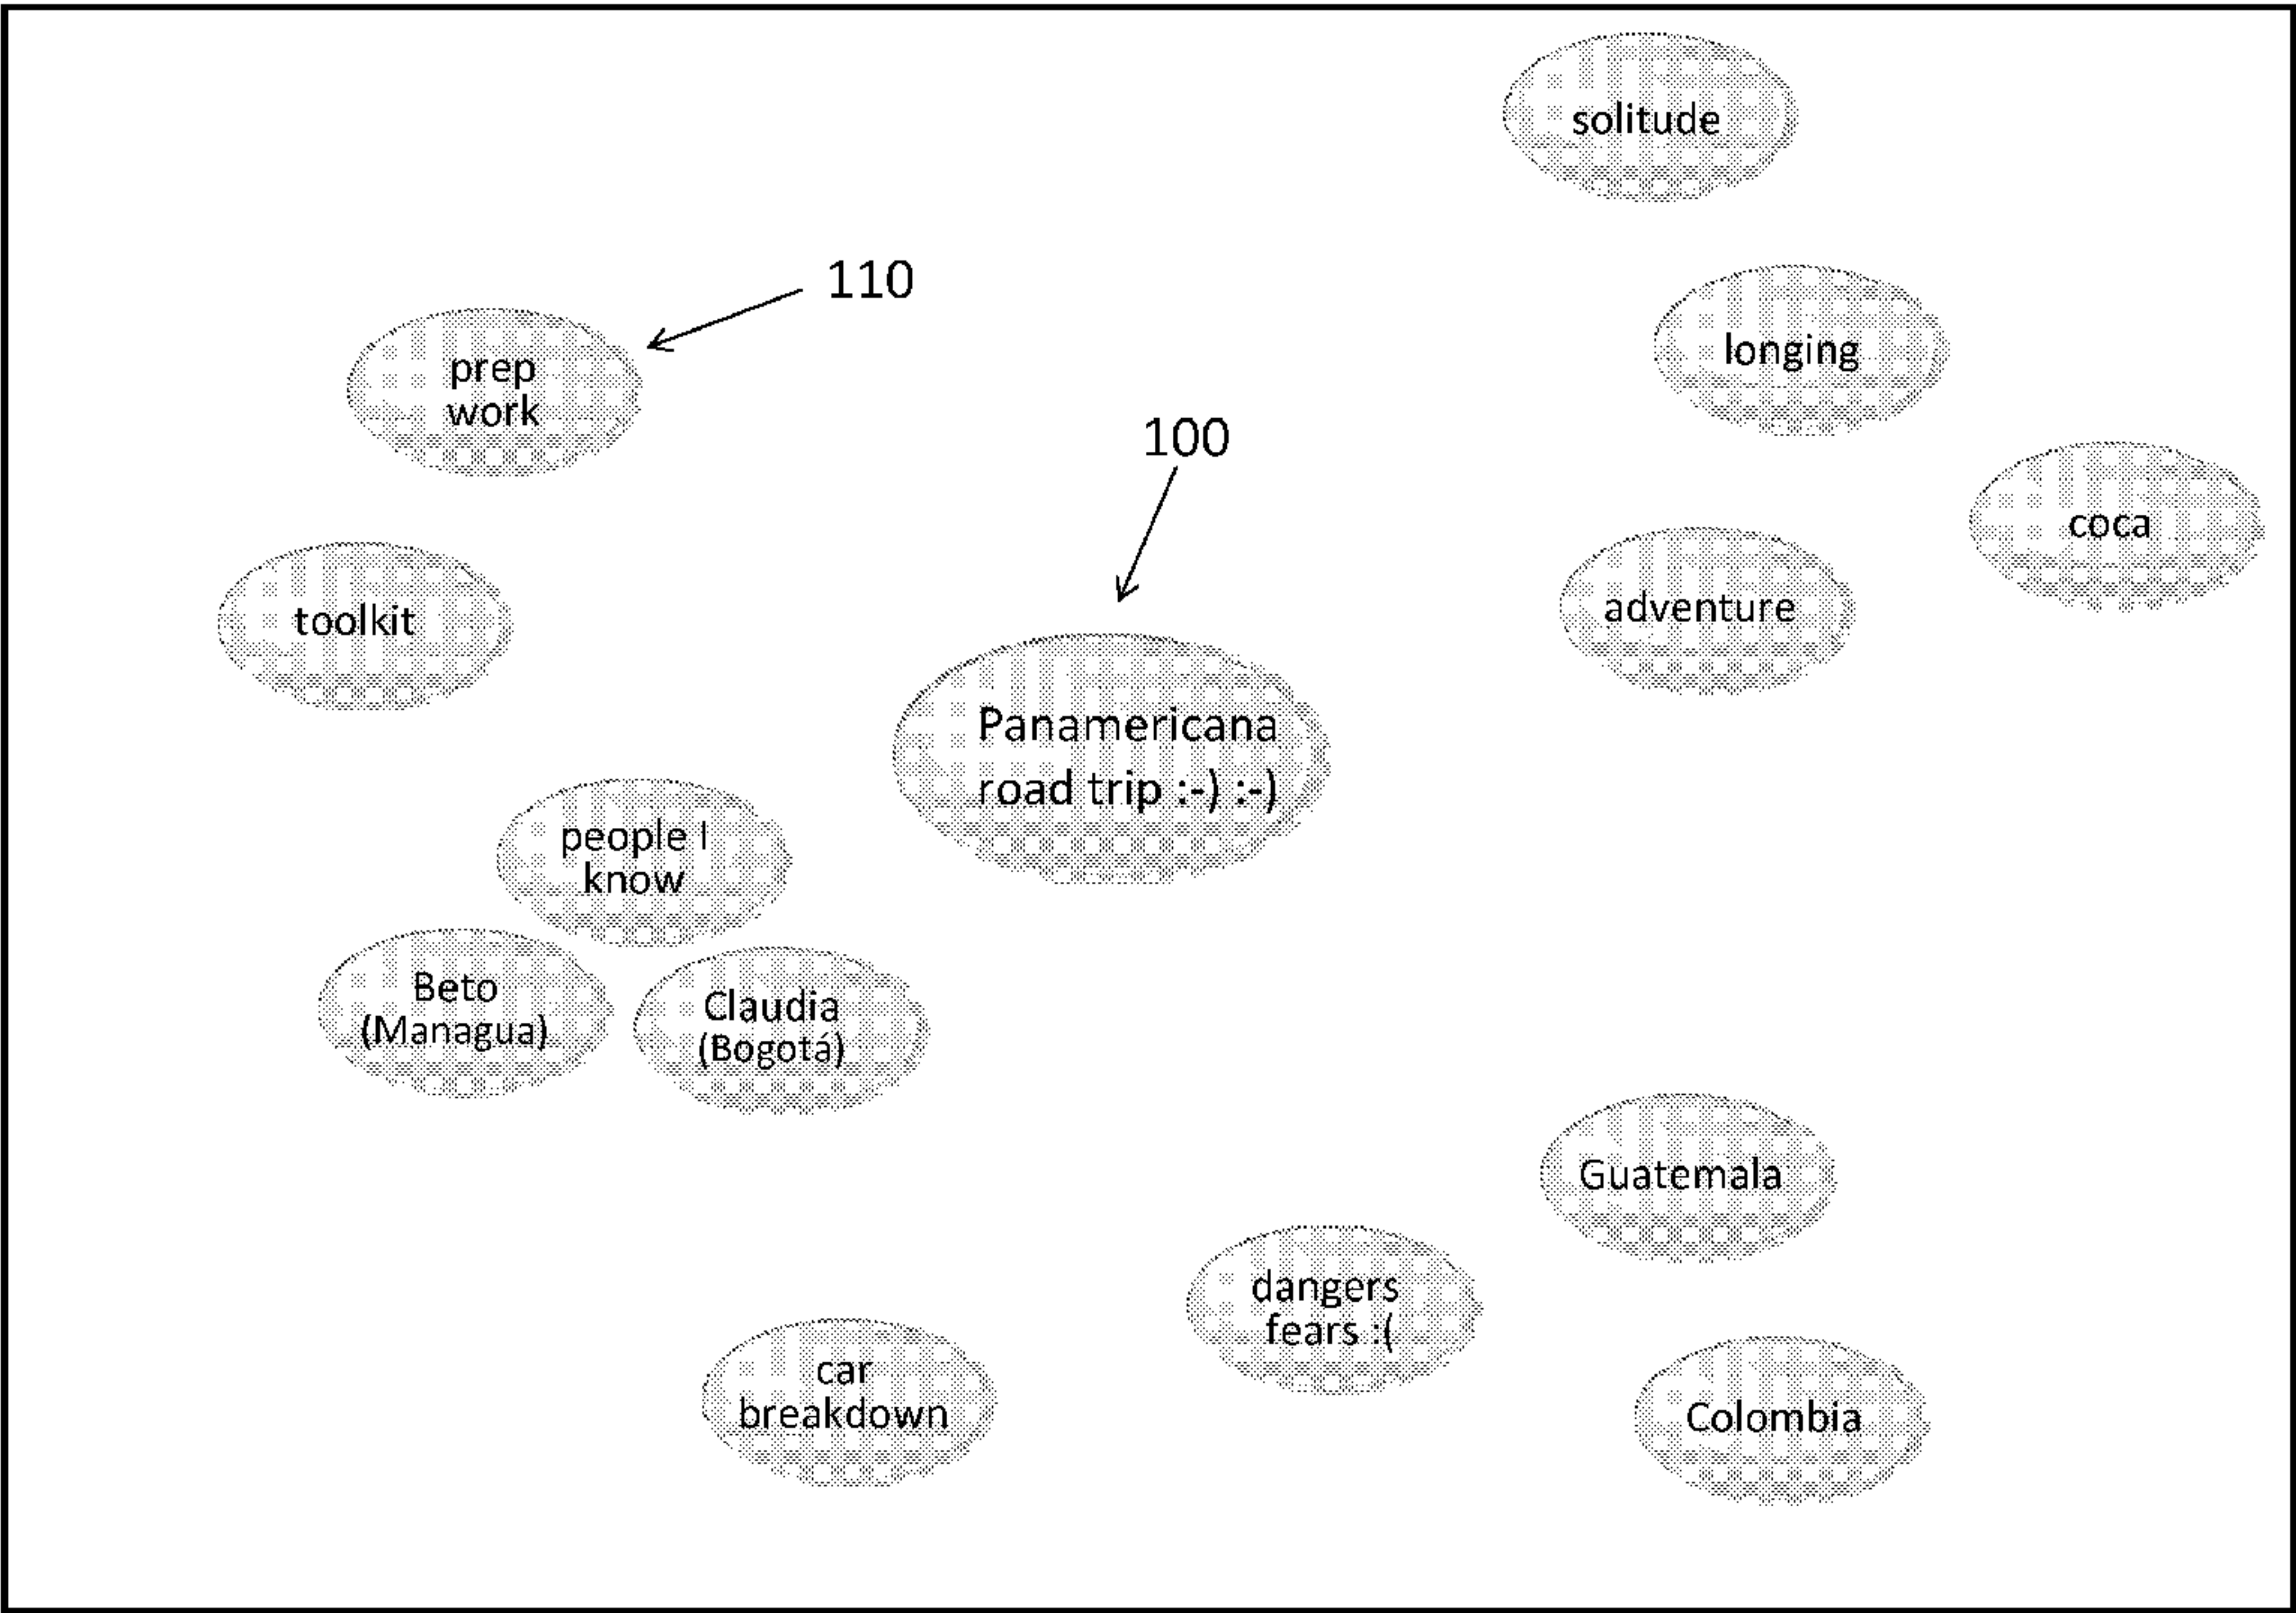 solitude
110
longing
prep
work
100
coca
toolkit
adventure
Panamericana
road trip :-) :-)
people I
know
Beto
(Managua)
Claudia
(Bogotá)
Guatemala
dangers
fears :(
car
breakdown
Colombia